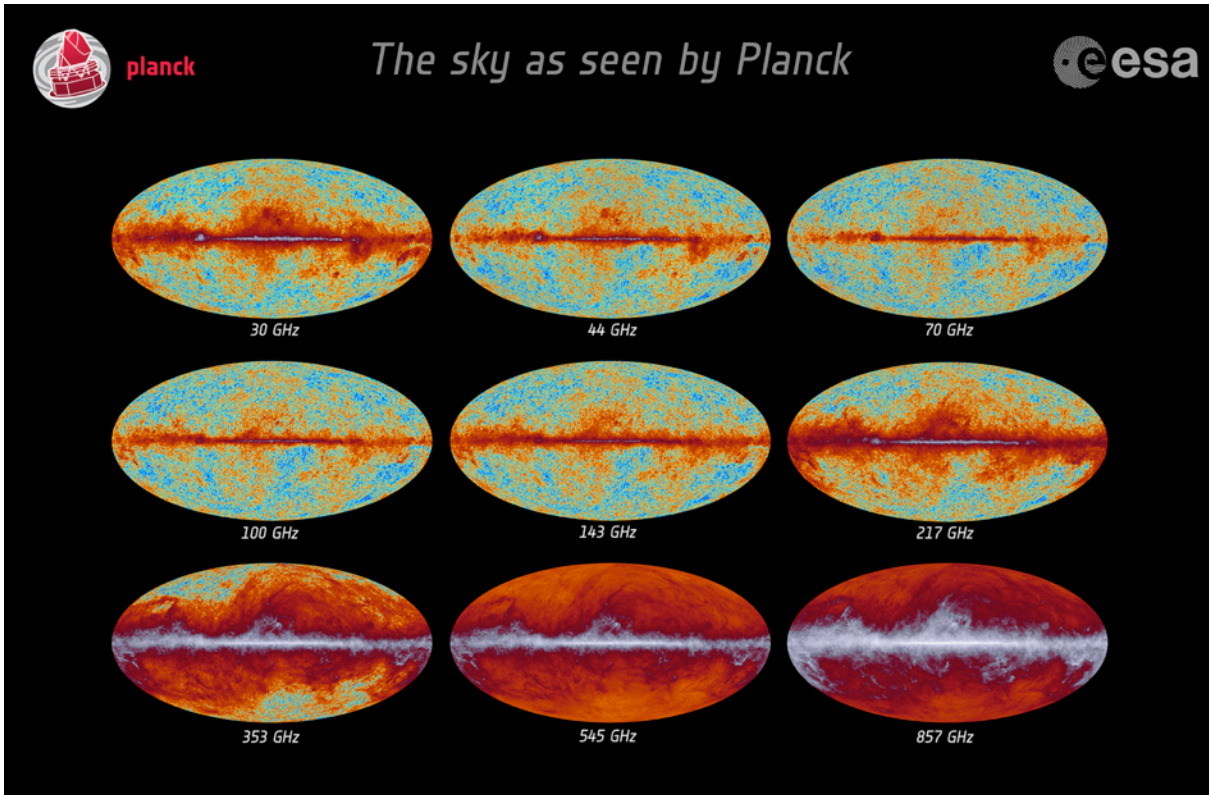 planck
The sky as seen by Planck
esa
30 GHz
44 GHz
70 GHz
100 GHz
143 GHz
217 GHz
353 GHz
545 GHz
857 GHz